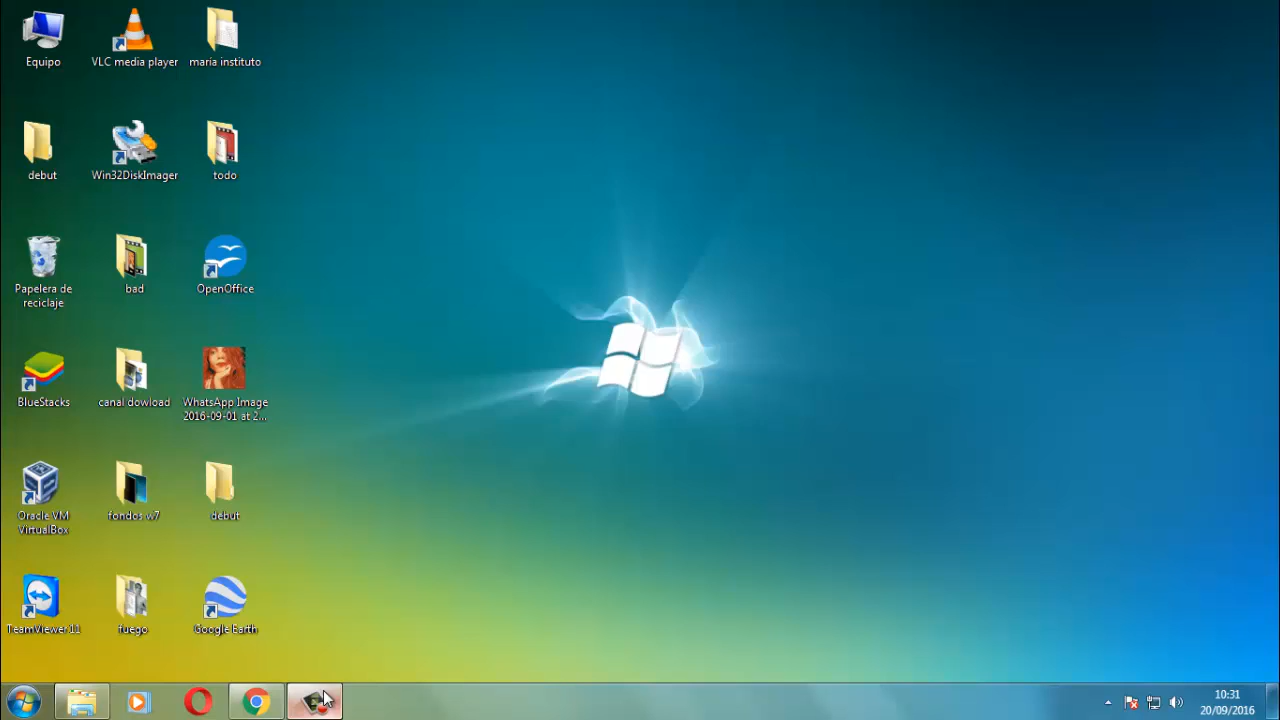 Equipo
VLC media player
maria instituto
debut
Win32DiskImager
todo
Papelera de
reciclaje
bad
OpenOffice
BlueStacks
canal dowload
WhatsApp Image
2016-09-01 at 2...
Oracle VM
VirtualBox
fondos w7
debut
TeamViewer 11
fuego
Google Earth
10:31
20/09/2016